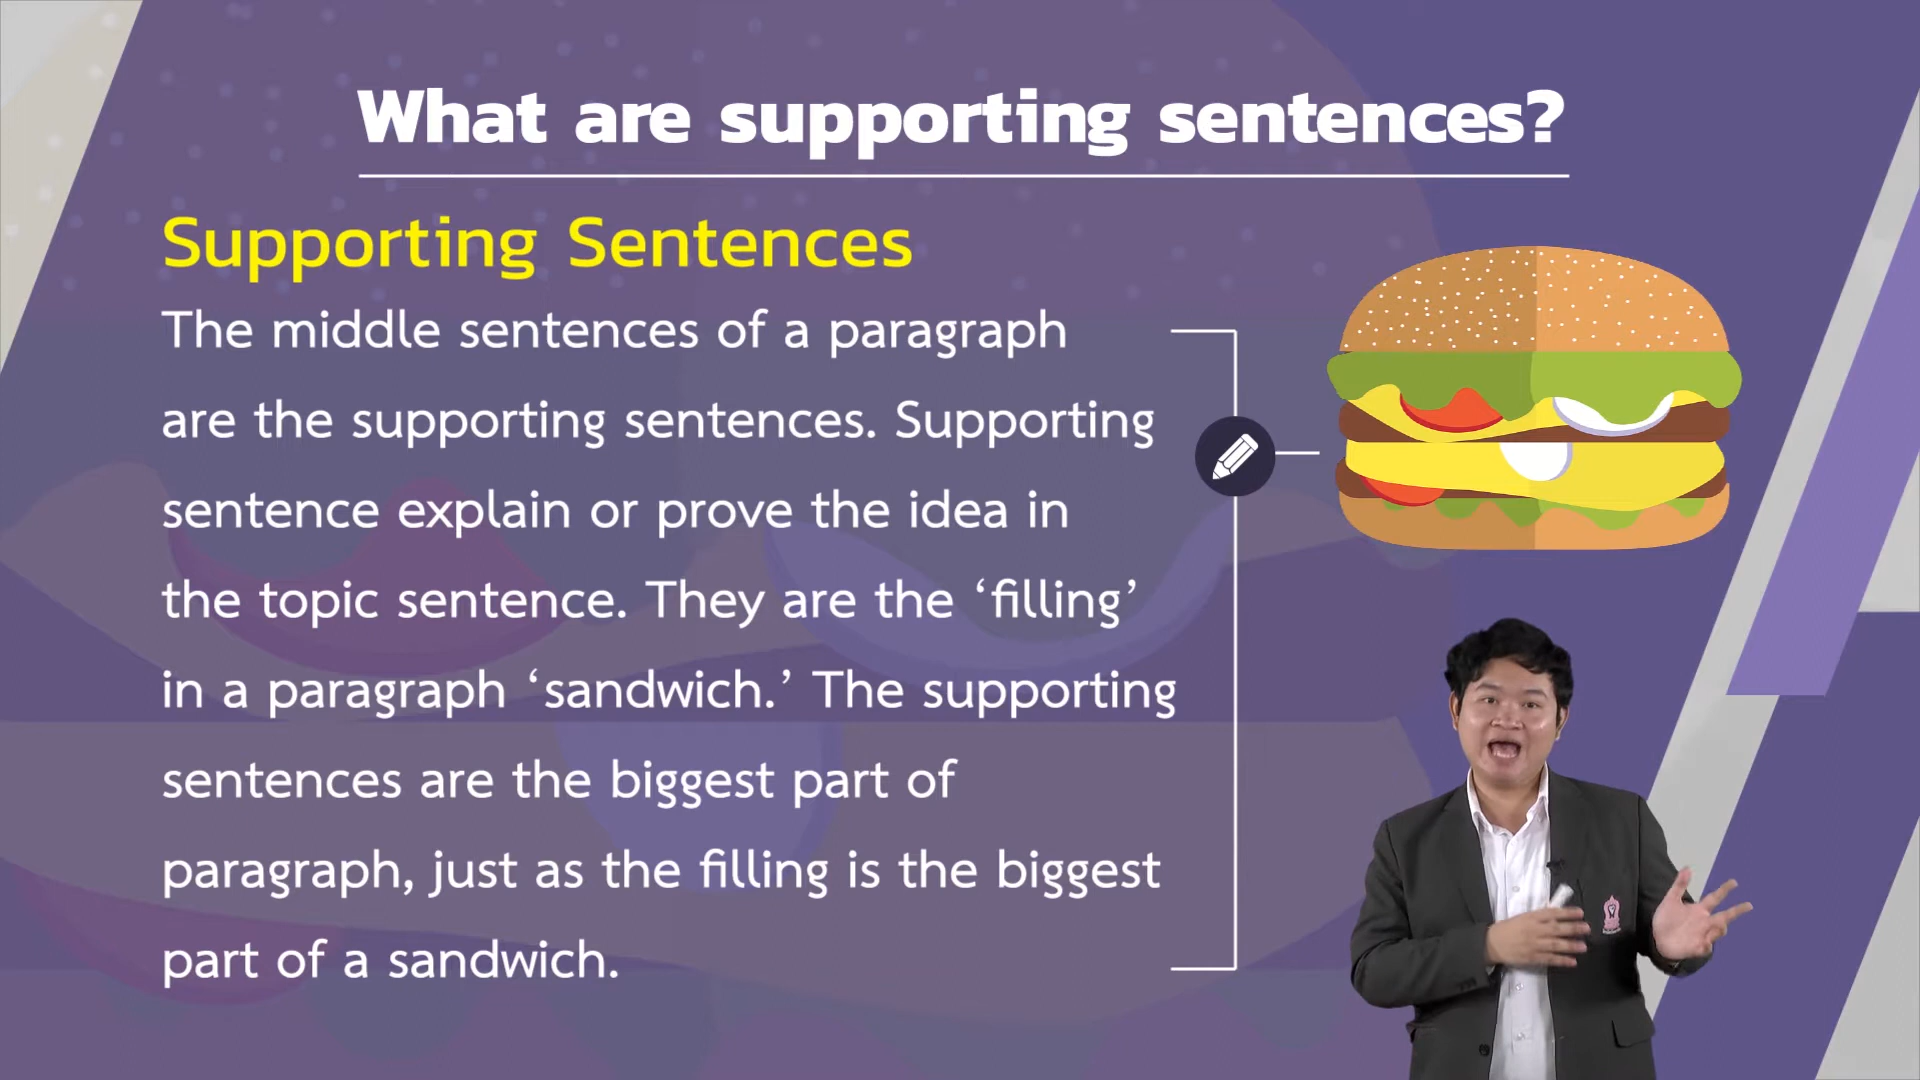 What are supporting sentences?
Supporting Sentences
The middle sentences of a paragraph
are the supporting sentences. Supporting
sentence explain or prove the idea in
the topic sentence. They are the ‘filling’
in a paragraph ‘sandwich.’ The supporting
sentences are the biggest part of
paragraph, just as the filling is the biggest
part of a sandwich.